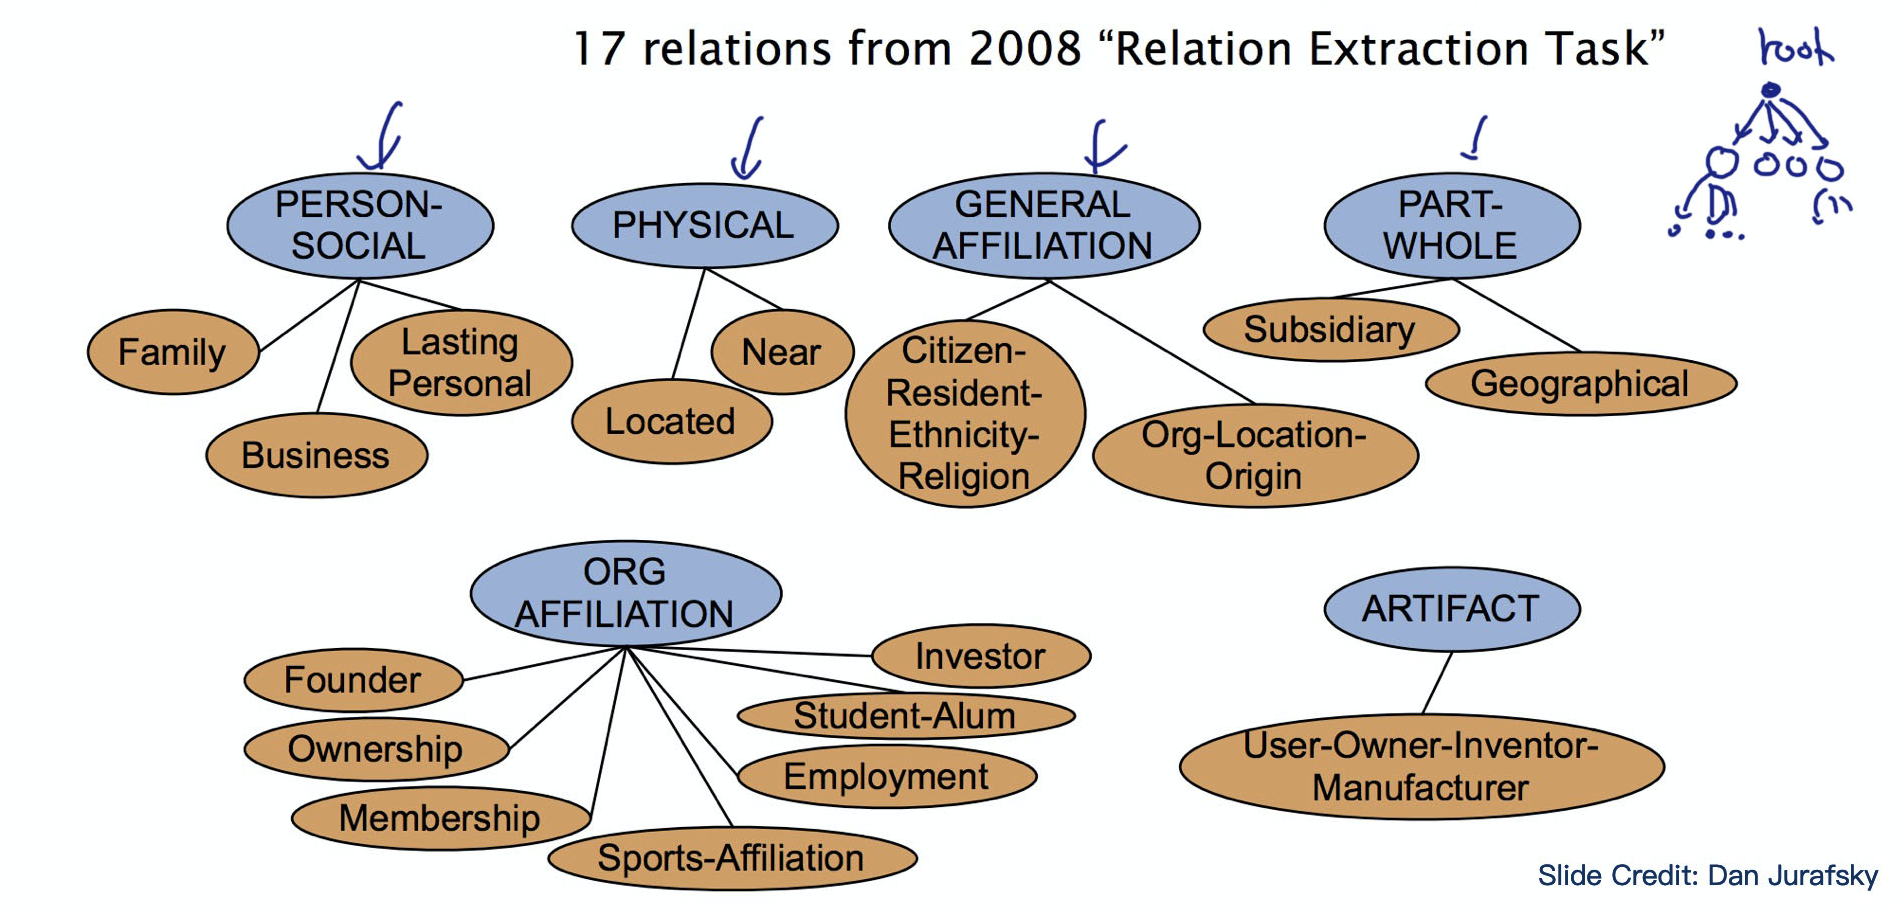 17 relations from 2008 “Relation Extraction Task”
root
PERSON-
SOCIAL
PHYSICAL
GENERAL
AFFILIATION
PART-
WHOLE
Family
Lasting
Personal
Business
Near
Located
Citizen-
Resident-
Ethnicity-
Religion
Org-Location-
Origin
Subsidiary
Geographical
ORG
AFFILIATION
Founder
Ownership
Membership
Sports-Affiliation
Employment
Student-Alum
Investor
ARTIFACT
User-Owner-Inventor-
Manufacturer
Slide Credit: Dan Jurafsky